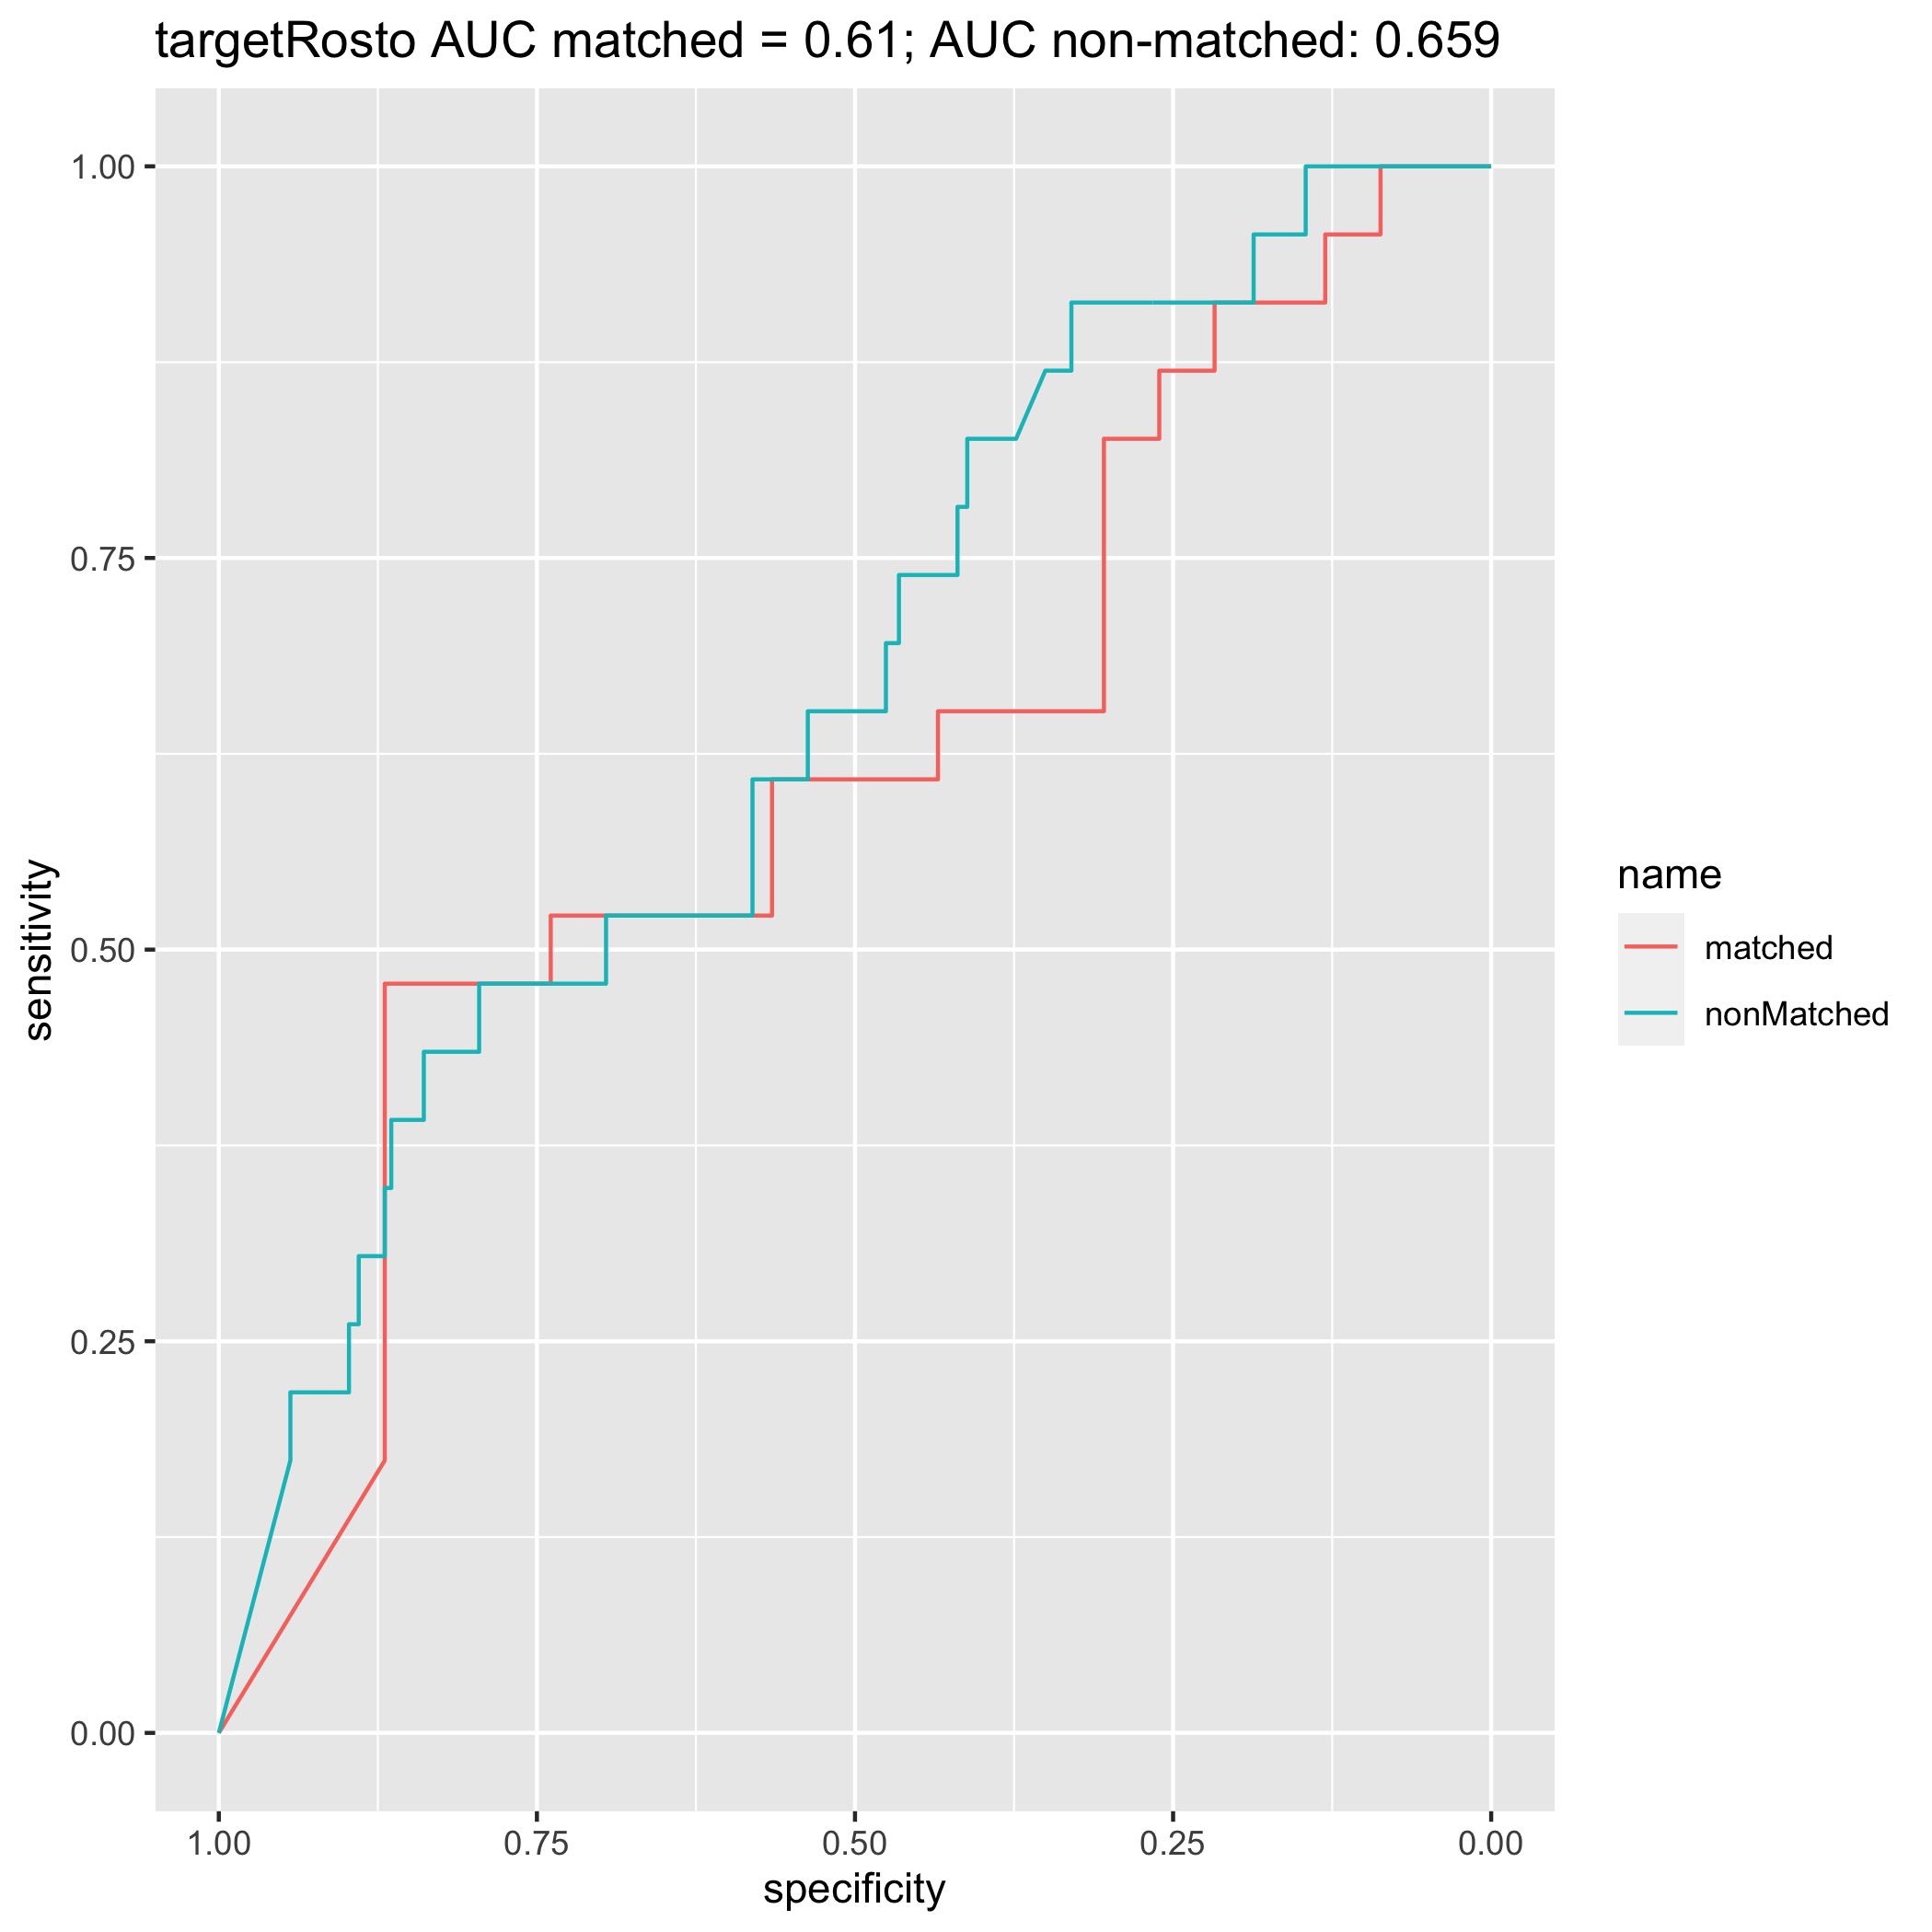 targetRosto AUC matched = 0.61; AUC non-matched: 0.659
1.00
0.75
0.50
0.25
0.00
sensitivity
1.00 0.75 0.50 0.25 0.00
specificity
name
matched
nonMatched